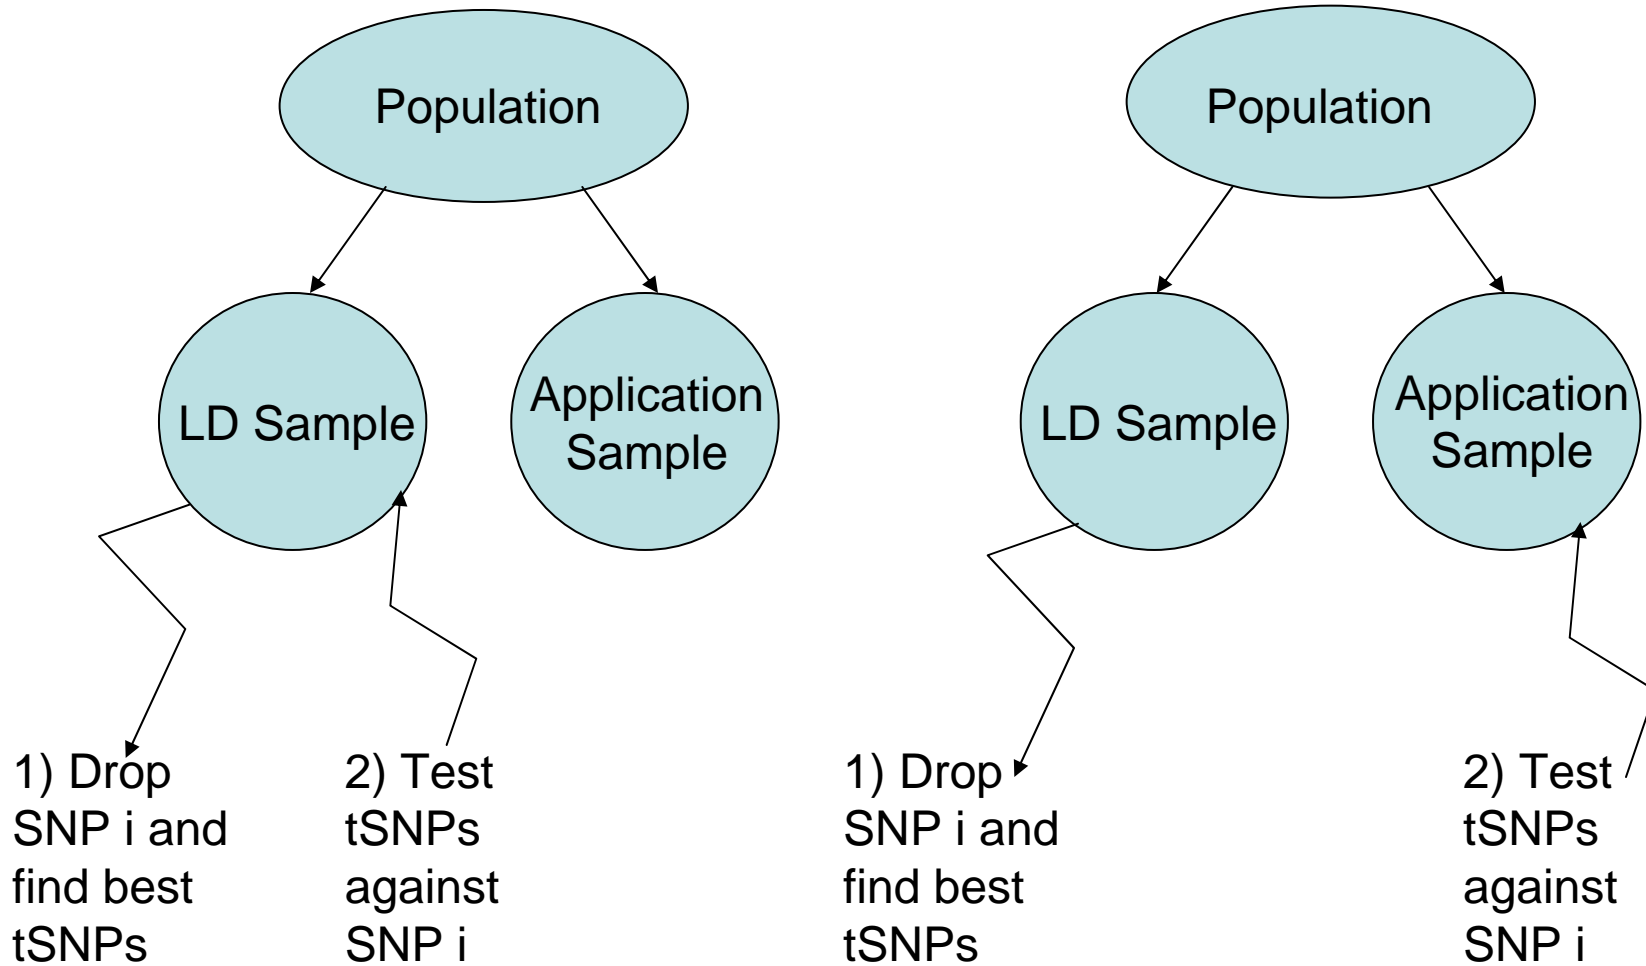 Population
LD Sample
Application
Sample
1) Drop
SNP i and
find best
tSNPs
2) Test
tSNPs
against
SNP i
Population
LD Sample
Application
Sample
1) Drop
SNP i and
find best
tSNPs
2) Test
tSNPs
against
SNP i